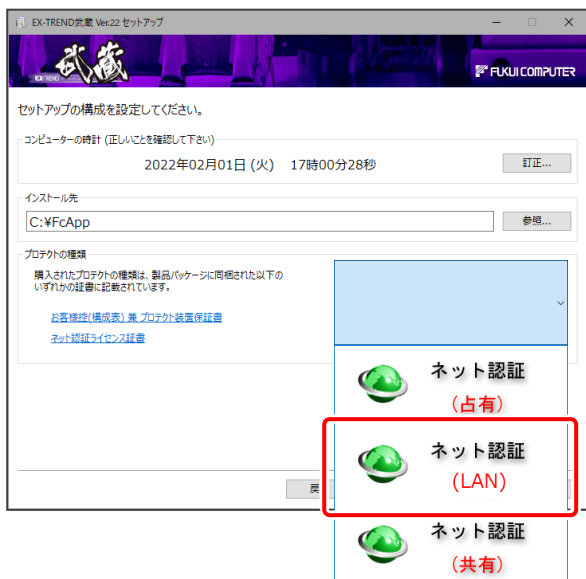 EX-TREND武蔵 Ver.22 セットアップ
武蔵
EX-TREND
FUKUI COMPUTER
セットアップの構成を設定してください。
コンピューターの時計 (正しいことを確認して下さい)
2022年02月01日 (火) 17時00分28秒
訂正...
インストール先
C:¥FcApp
参照...
プロテクトの種類
購入されたプロテクトの種類は、製品パッケージに同梱された以下の
いずれかの証書に記載されています。
お客様控(構成表) 兼 プロテクト装置保証書
ネット認証ライセンス証書
ネット認証
(占有)
ネット認証
(LAN)
戻
ネット認証
(共有)